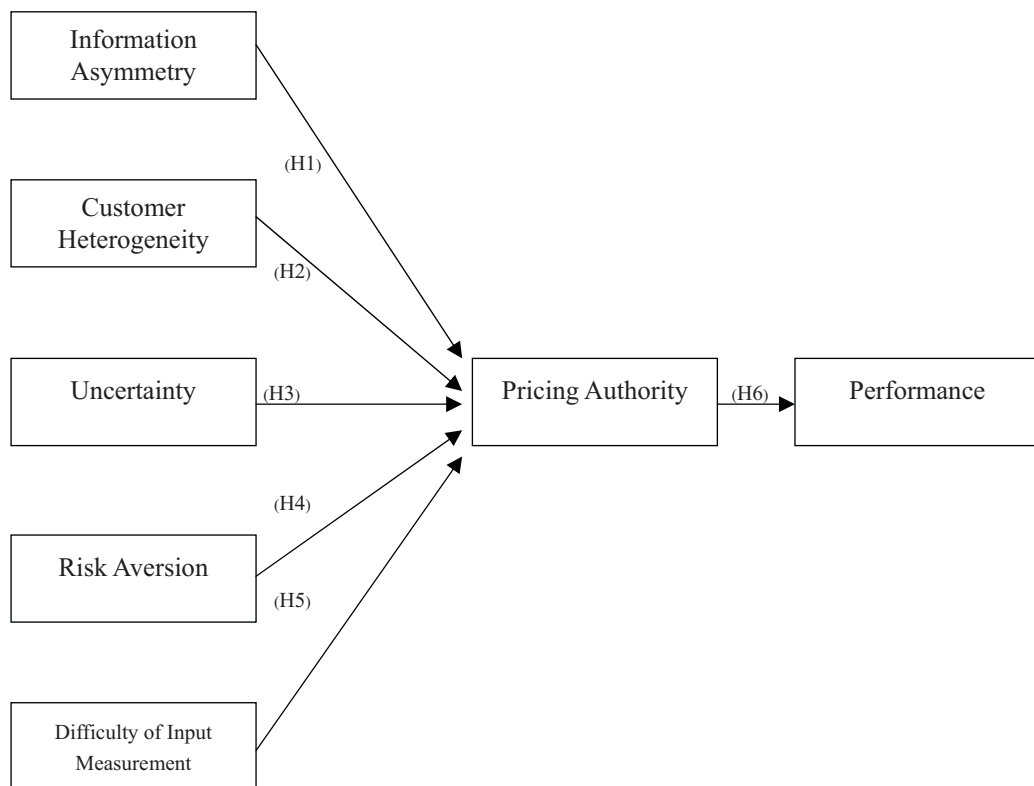 Information
Asymmetry
(H1)
Customer
Heterogeneity
(H2)
Uncertainty
(H3)
Pricing Authority
(H6)
Performance
(H4)
Risk Aversion
(H5)
Difficulty of Input
Measurement